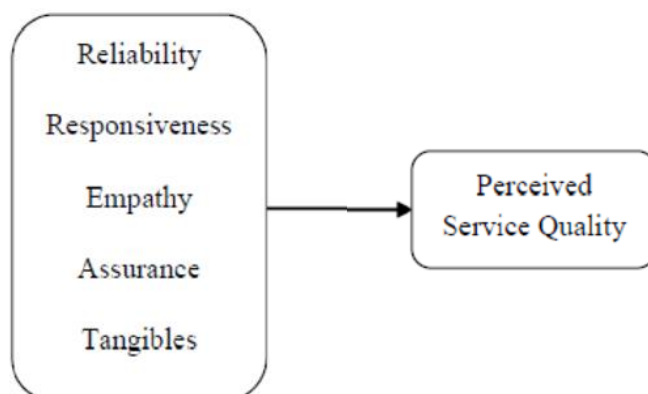 Reliability
Responsiveness
Empathy
Assurance
Tangibles
Perceived
Service Quality